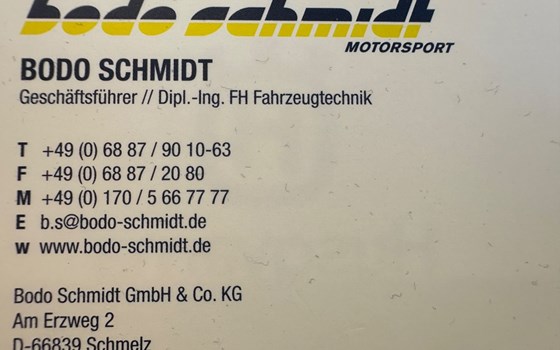 bodo schmidt
MOTORSPORT
BODO SCHMIDT
Geschäftsführer // Dipl.-Ing. FH Fahrzeugtechnik
T +49 (0) 68 87 / 90 10-63
F +49 (0) 68 87 / 20 80
M +49 (0) 170 / 5 66 77 77
E b.s@bodo-schmidt.de
w www.bodo-schmidt.de
Bodo Schmidt GmbH & Co. KG
Am Erzweg 2
D-66839 Schmelz